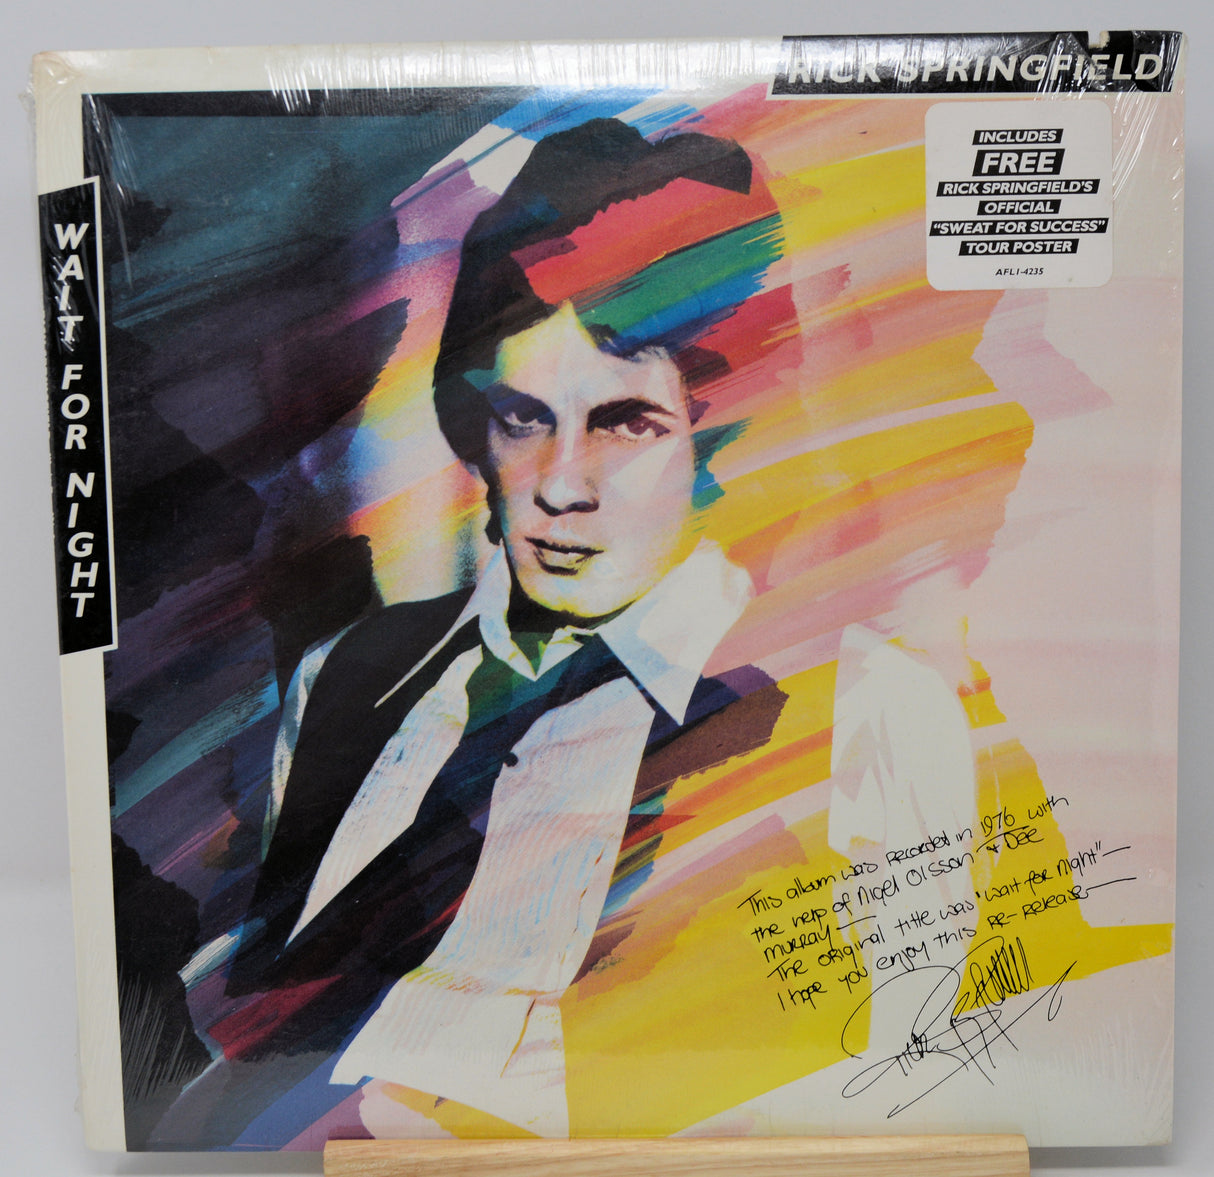 RICK SPRINGFIELD
INCLUDES
FREE
RICK SPRINGFIELD'S
OFFICIAL
"SWEAT FOR SUCCESS"
TOUR POSTER
AFL1-4235
WAIT FOR NIGHT
This album was Recorded in 1976 with
the help of Nigel Olsson + Dee
Murray—
The original title was "wait for Night"—
I hope you enjoy this Re-Release—